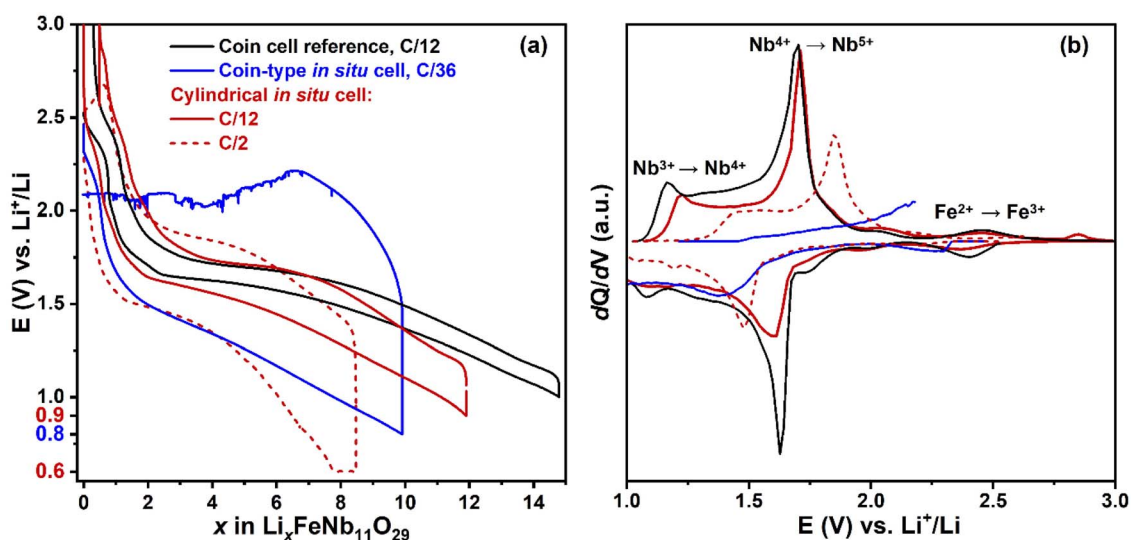 (a)
Coin cell reference, C/12
Coin-type in situ cell, C/36
Cylindrical in situ cell:
C/12
C/2
E (V) vs. Li⁺/Li
3.0
2.5
2.0
1.5
1.0
0.9
0.8
0.6
0 2 4 6 8 10 12 14
x in LiₓFeNb₁₁O₂₉
(b)
Nb⁴⁺ → Nb⁵⁺
Nb³⁺ → Nb⁴⁺
Fe²⁺ → Fe³⁺
dQ/dV (a.u.)
1.0 1.5 2.0 2.5 3.0
E (V) vs. Li⁺/Li